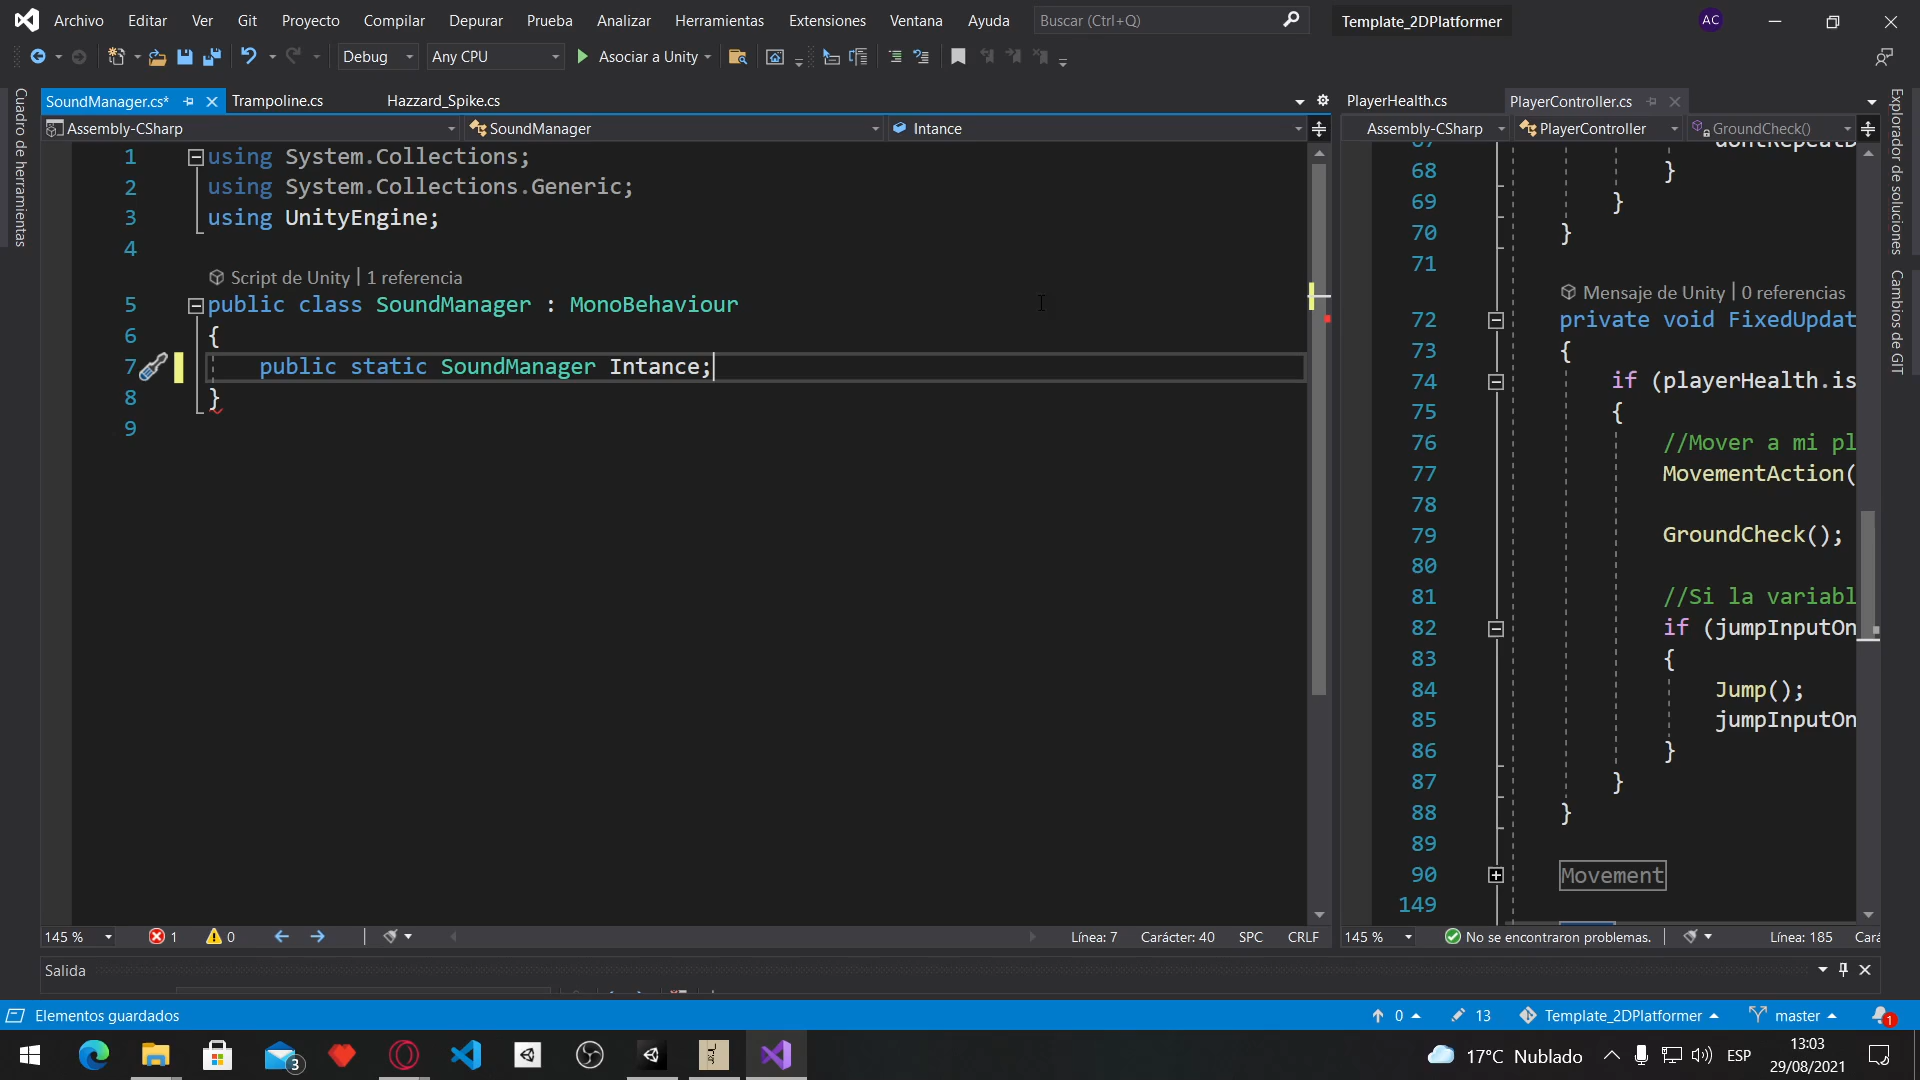 Archivo Editar Ver Git Proyecto Compilar Depurar Prueba Analizar Herramientas Extensiones Ventana Ayuda Buscar (Ctrl+Q) Template_2DPlatformer AC
Debug Any CPU Asociar a Unity
Cuadro de herramientas
SoundManager.cs* Trampoline.cs Hazzard_Spike.cs
Assembly-CSharp SoundManager Intance
1 using System.Collections;
2 using System.Collections.Generic;
3 using UnityEngine;
4
Script de Unity | 1 referencia
5 public class SoundManager : MonoBehaviour
6 {
7 public static SoundManager Intance;
8 }
9
145 % 1 0 Línea: 7 Carácter: 40 SPC CRLF
PlayerHealth.cs PlayerController.cs
Assembly-CSharp PlayerController GroundCheck()
68 }
69 }
70 }
71
Mensaje de Unity | 0 referencias
72 private void FixedUpdat
73 {
74 if (playerHealth.is
75 {
76 //Mover a mi pl
77 MovementAction(
78
79 GroundCheck();
80
81 //Si la variabl
82 if (jumpInputOn
83 {
84 Jump();
85 jumpInputOn
86 }
87 }
88 }
89
90 Movement
149
145 % No se encontraron problemas. Línea: 185 Cará
Explorador de soluciones
Cambios de GIT
Salida
Elementos guardados 0 13 Template_2DPlatformer master 1
3 17°C Nublado ESP 13:03
29/08/2021